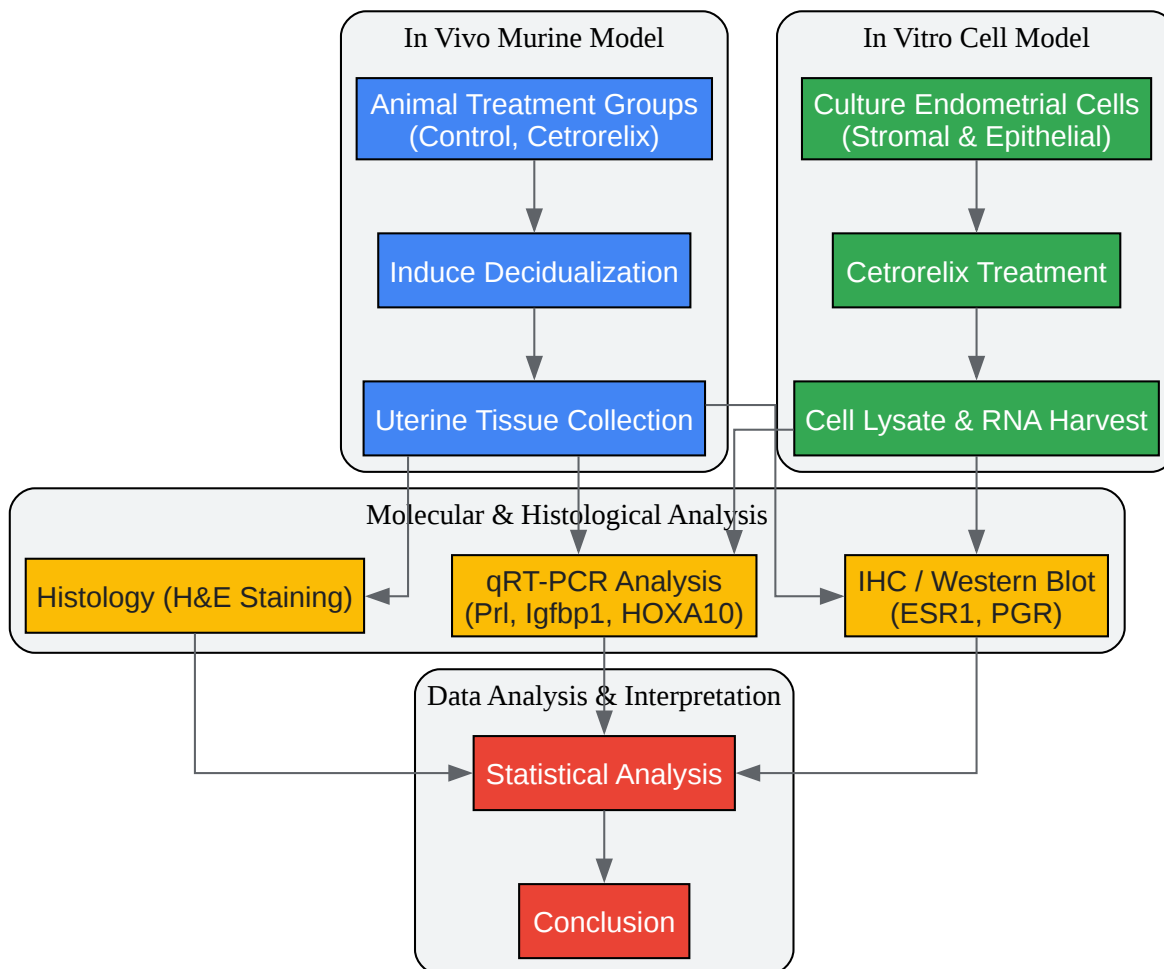 In Vivo Murine Model
Animal Treatment Groups
(Control, Cetrorelix)
Induce Decidualization
Uterine Tissue Collection
In Vitro Cell Model
Culture Endometrial Cells
(Stromal & Epithelial)
Cetrorelix Treatment
Cell Lysate & RNA Harvest
Molecular & Histological Analysis
Histology (H&E Staining)
qRT-PCR Analysis
(Prl, Igfbp1, HOXA10)
IHC / Western Blot
(ESR1, PGR)
Data Analysis & Interpretation
Statistical Analysis
Conclusion